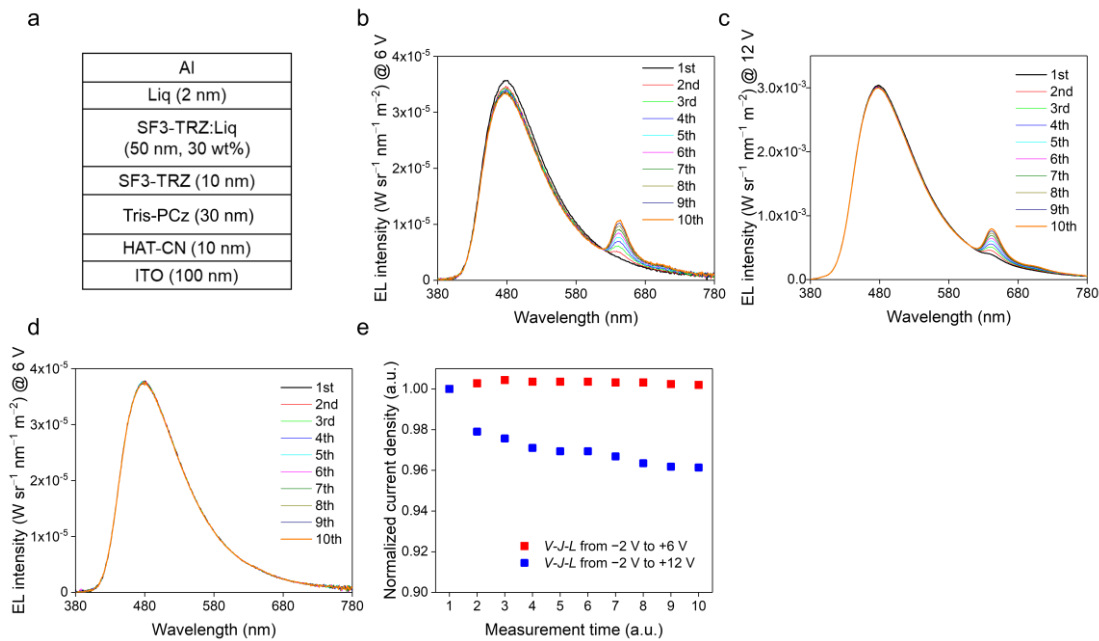 a
Al
Liq (2 nm)
SF3-TRZ:Liq
(50 nm, 30 wt%)
SF3-TRZ (10 nm)
Tris-PCz (30 nm)
HAT-CN (10 nm)
ITO (100 nm)
b
EL intensity (W sr⁻¹ nm⁻¹ m⁻²) @ 6 V
4x10⁻⁵
3x10⁻⁵
2x10⁻⁵
1x10⁻⁵
0
380 480 580 680 780
Wavelength (nm)
1st
2nd
3rd
4th
5th
6th
7th
8th
9th
10th
c
EL intensity (W sr⁻¹ nm⁻¹ m⁻²) @ 12 V
3.0x10⁻³
2.0x10⁻³
1.0x10⁻³
0.0
380 480 580 680 780
Wavelength (nm)
1st
2nd
3rd
4th
5th
6th
7th
8th
9th
10th
d
EL intensity (W sr⁻¹ nm⁻¹ m⁻²) @ 6 V
4x10⁻⁵
3x10⁻⁵
2x10⁻⁵
1x10⁻⁵
0
380 480 580 680 780
Wavelength (nm)
1st
2nd
3rd
4th
5th
6th
7th
8th
9th
10th
e
Normalized current density (a.u.)
1.00
0.98
0.96
0.94
0.92
0.90
1 2 3 4 5 6 7 8 9 10
Measurement time (a.u.)
V-J-L from −2 V to +6 V
V-J-L from −2 V to +12 V